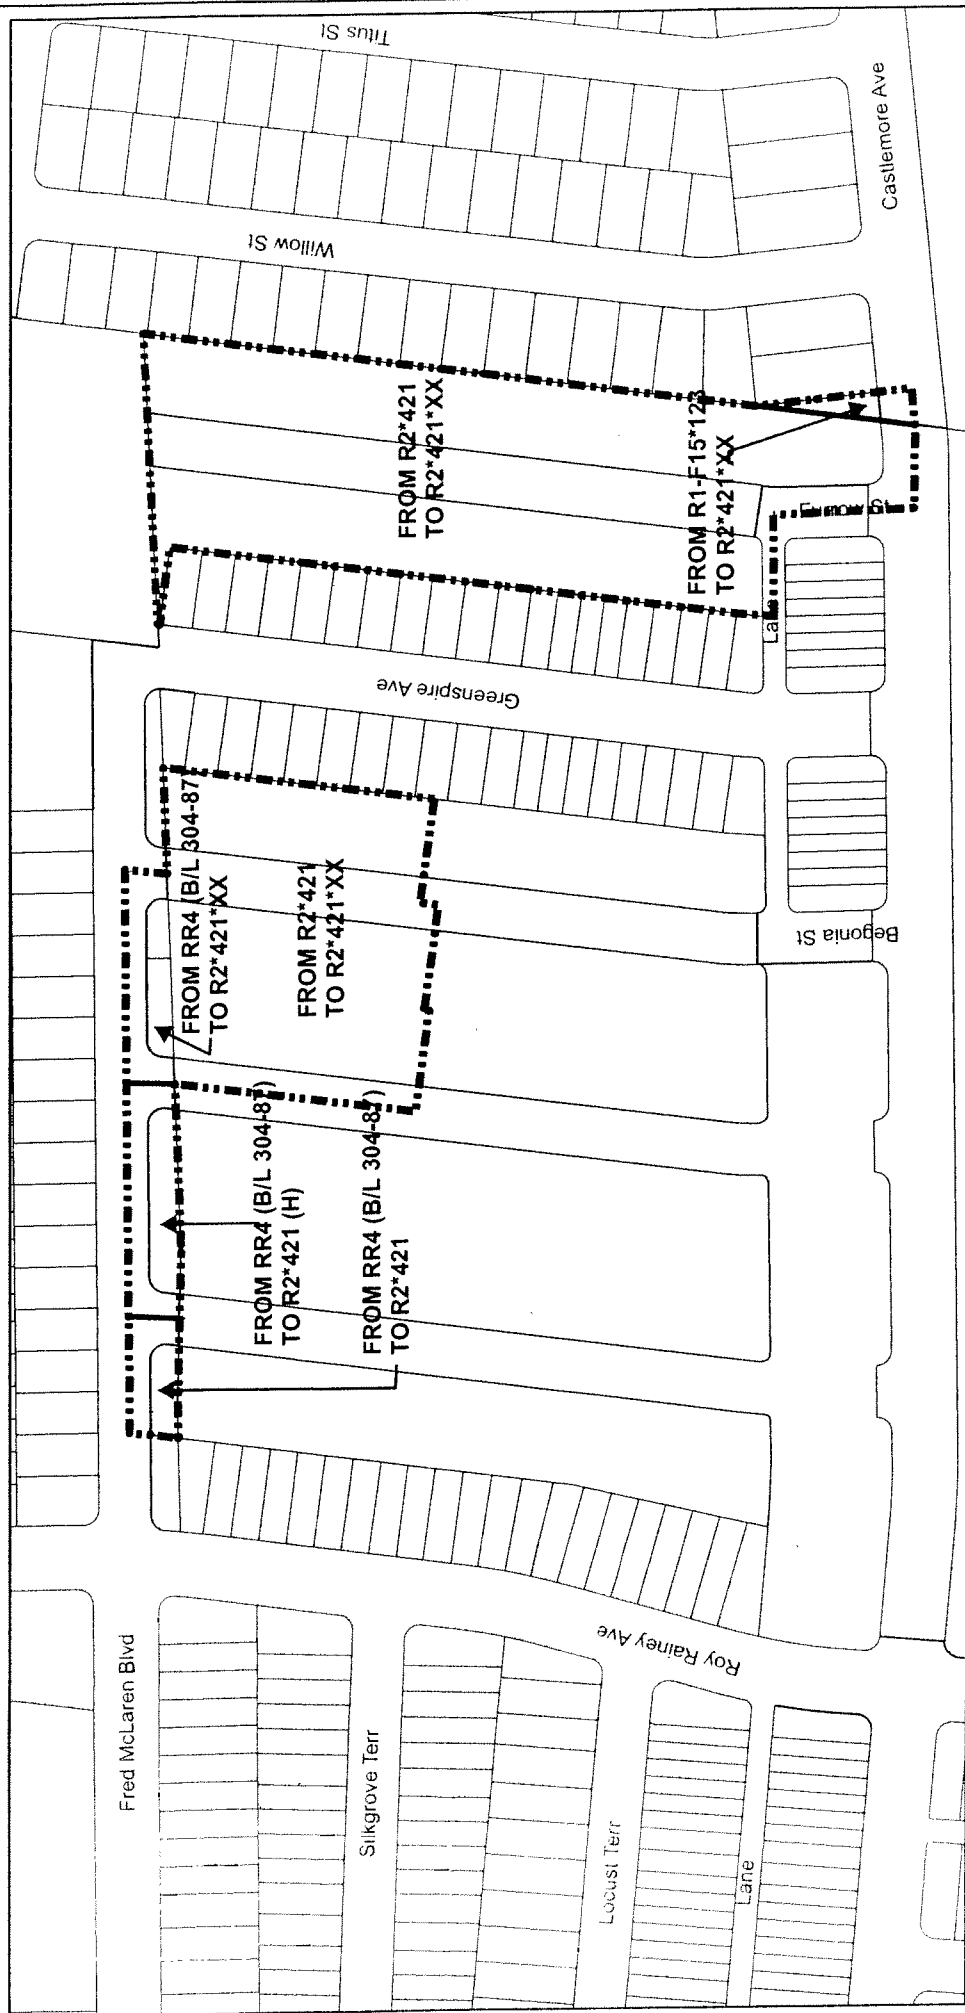 Titus St
Castlemore Ave
Willow St
FROM R2*421
TO R2*421*XX
FROM R1-F15*123
TO R2*421*XX
Lane
Greenspire Ave
FROM RR4 (B/L 304-87)
TO R2*421*XX
FROM R2*421
TO R2*421*XX
Begonia St
FROM RR4 (B/L 304-87)
TO R2*421 (H)
FROM RR4 (B/L 304-87)
TO R2*421
Roy Rainey Ave
Fred McLaren Blvd
Silkgrove Terr
Locust Terr
Lane